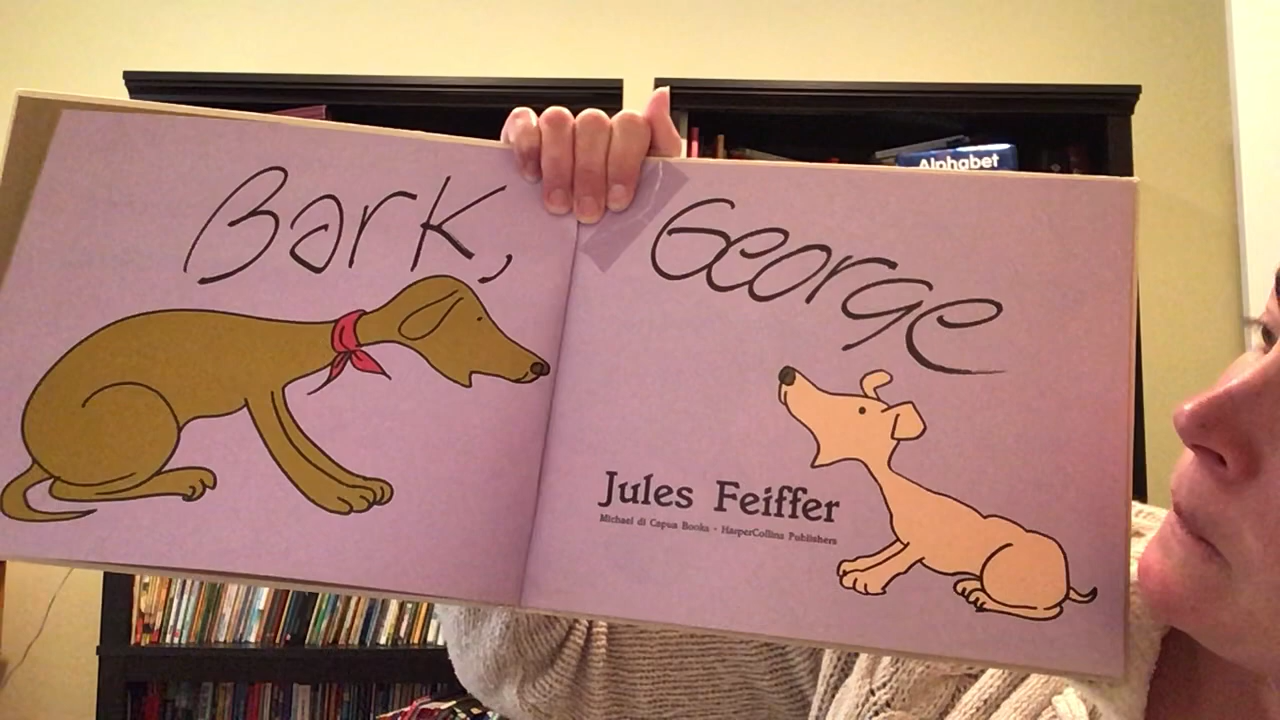 Bark, George
Jules Feiffer
Michael di Capua Books · HarperCollins Publishers
Alphabet